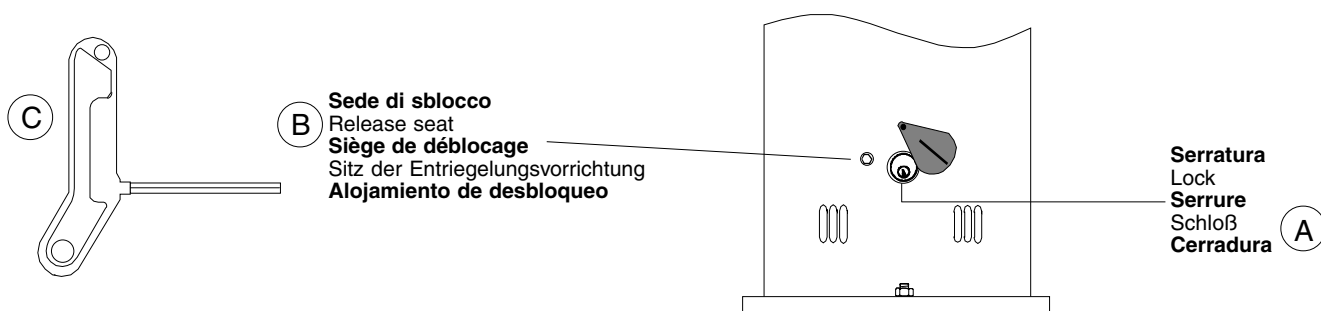 C
B
Sede di sblocco
Release seat
Siège de déblocage
Sitz der Entriegelungsvorrichtung
Alojamiento de desbloqueo
Serratura
Lock
Serrure
Schloß
Cerradura
A